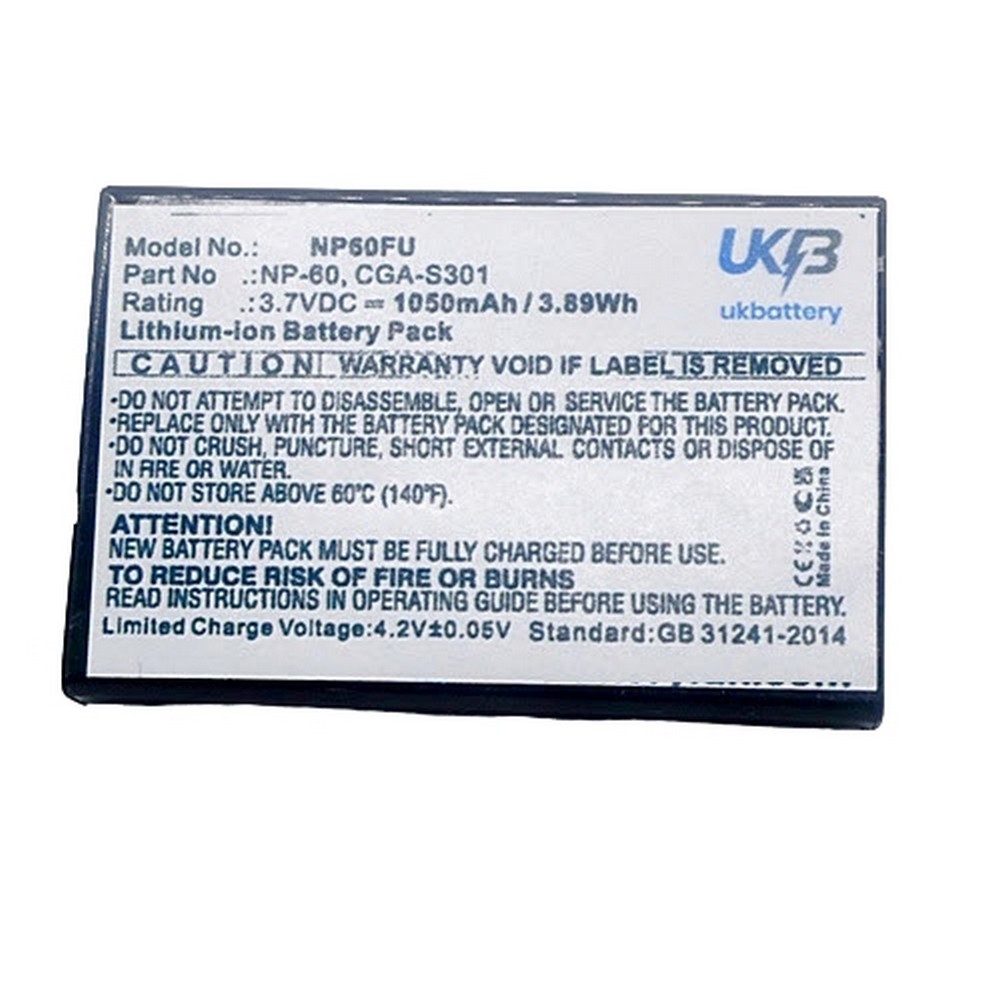 Model No.: NP60FU
Part No .:NP-60, CGA-S301
Rating .:3.7VDC ⎓ 1050mAh / 3.89Wh
Lithium-ion Battery Pack
UKB
ukbattery
CAUTION WARRANTY VOID IF LABEL IS REMOVED
·DO NOT ATTEMPT TO DISASSEMBLE, OPEN OR SERVICE THE BATTERY PACK.
·REPLACE ONLY WITH THE BATTERY PACK DESIGNATED FOR THIS PRODUCT.
·DO NOT CRUSH, PUNCTURE, SHORT EXTERNAL CONTACTS OR DISPOSE OF
IN FIRE OR WATER.
·DO NOT STORE ABOVE 60°C (140°F).
ATTENTION!
NEW BATTERY PACK MUST BE FULLY CHARGED BEFORE USE.
TO REDUCE RISK OF FIRE OR BURNS
READ INSTRUCTIONS IN OPERATING GUIDE BEFORE USING THE BATTERY.
Limited Charge Voltage:4.2V±0.05V Standard:GB 31241-2014
CE
Made in China